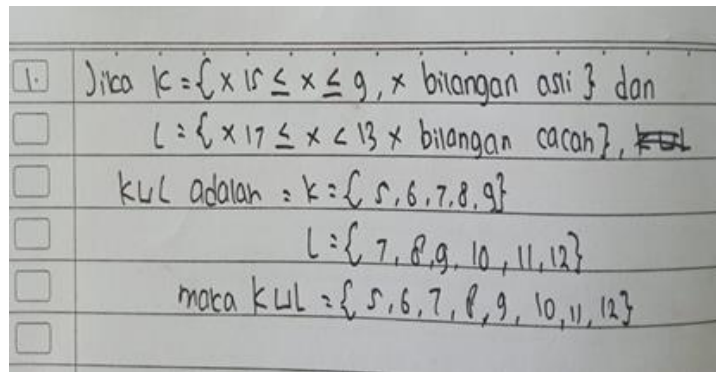 1. Jika K = { x | 5 ≤ x ≤ 9, x bilangan asli } dan
L = { x | 7 ≤ x < 13 x bilangan cacah },
K ∪ L adalah = K = { 5, 6, 7, 8, 9}
L = { 7, 8, 9, 10, 11, 12}
maka K ∪ L = { 5, 6, 7, 8, 9, 10, 11, 12}